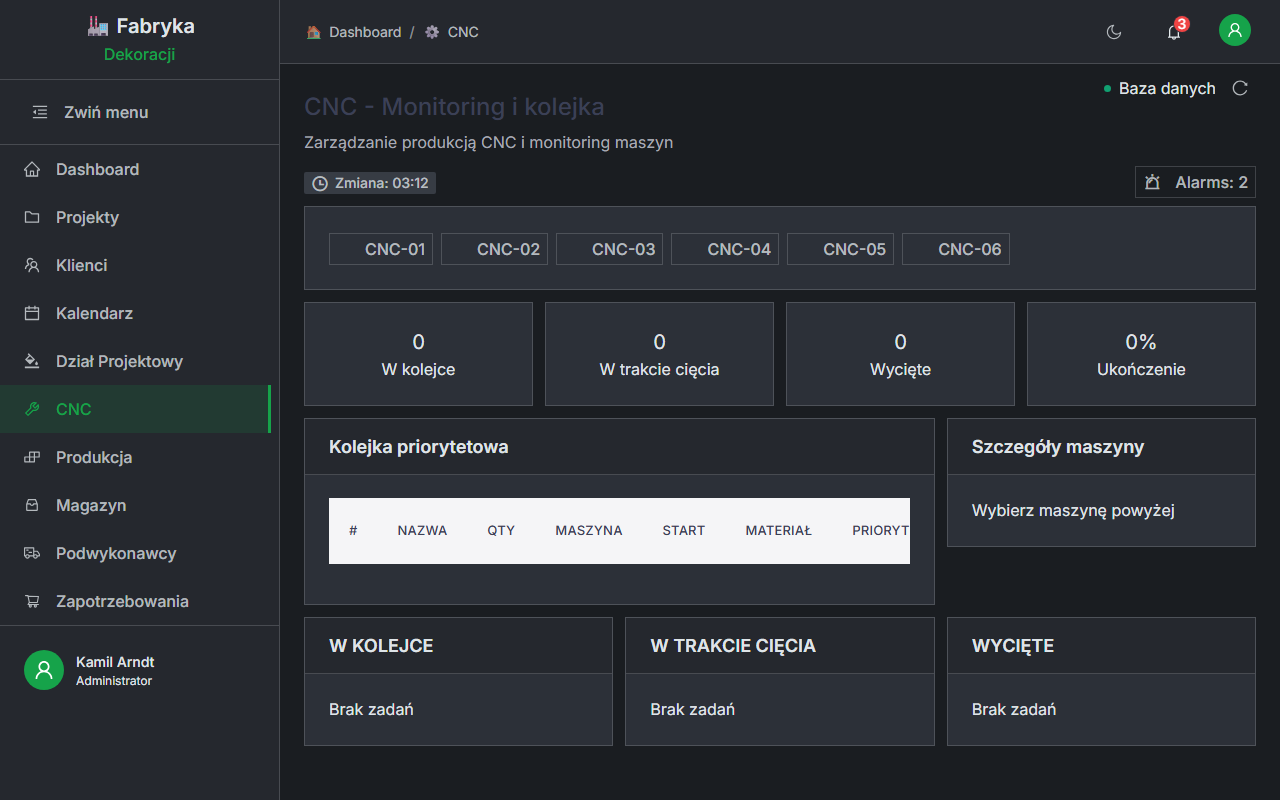 Fabryka
Dekoracji
Zwiń menu
Dashboard
Projekty
Klienci
Kalendarz
Dział Projektowy
CNC
Produkcja
Magazyn
Podwykonawcy
Zapotrzebowania
Kamil Arndt
Administrator
Dashboard / CNC
3
Baza danych
CNC - Monitoring i kolejka
Zarządzanie produkcją CNC i monitoring maszyn
Zmiana: 03:12
Alarms: 2
CNC-01 CNC-02 CNC-03 CNC-04 CNC-05 CNC-06
0
W kolejce
0
W trakcie cięcia
0
Wycięte
0%
Ukończenie
Kolejka priorytetowa
# NAZWA QTY MASZYNA START MATERIAŁ PRIORYT
Szczegóły maszyny
Wybierz maszynę powyżej
W KOLEJCE
Brak zadań
W TRAKCIE CIĘCIA
Brak zadań
WYCIĘTE
Brak zadań